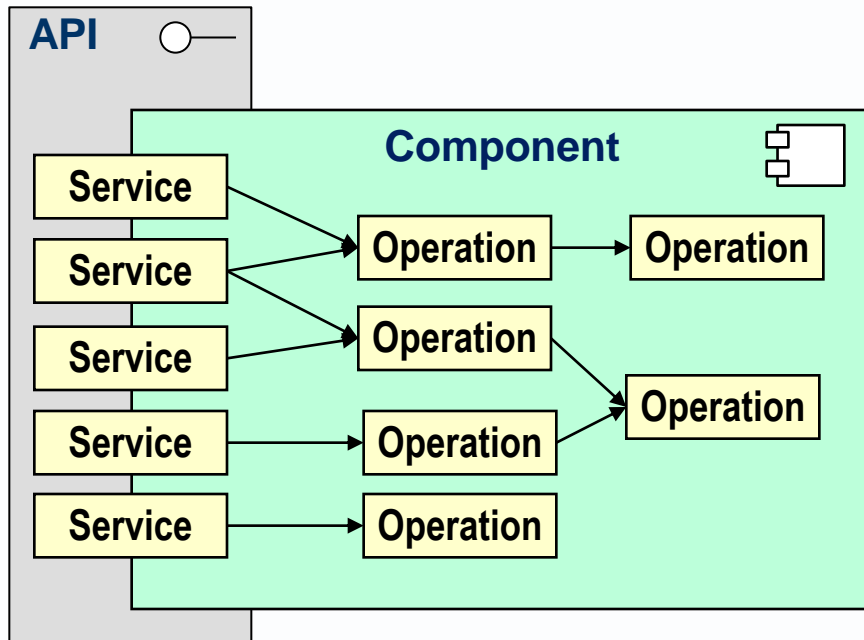 API
Component
Service
Operation
Operation
Service
Operation
Service
Operation
Service
Operation
Service
Operation